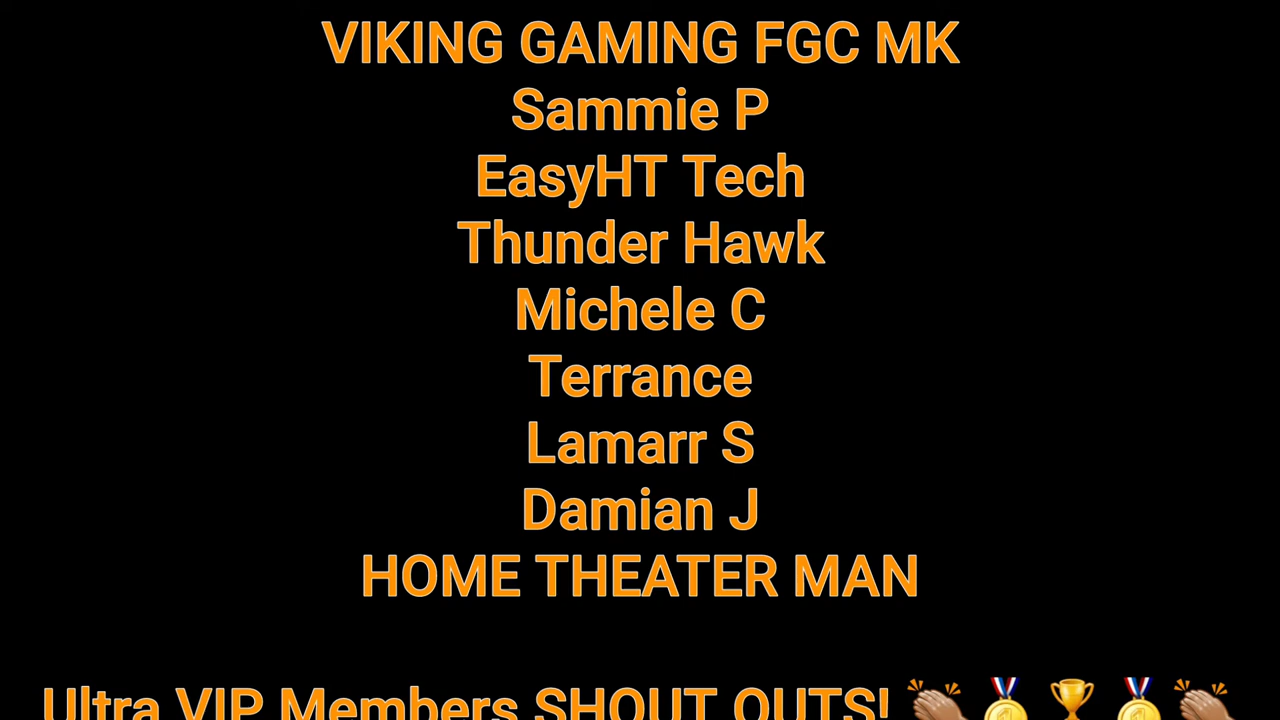 VIKING GAMING FGC MK
Sammie P
EasyHT Tech
Thunder Hawk
Michele C
Terrance
Lamarr S
Damian J
HOME THEATER MAN
Ultra VIP Members SHOUT OUTS! 👏🏽🥇🏆🥇👏🏽